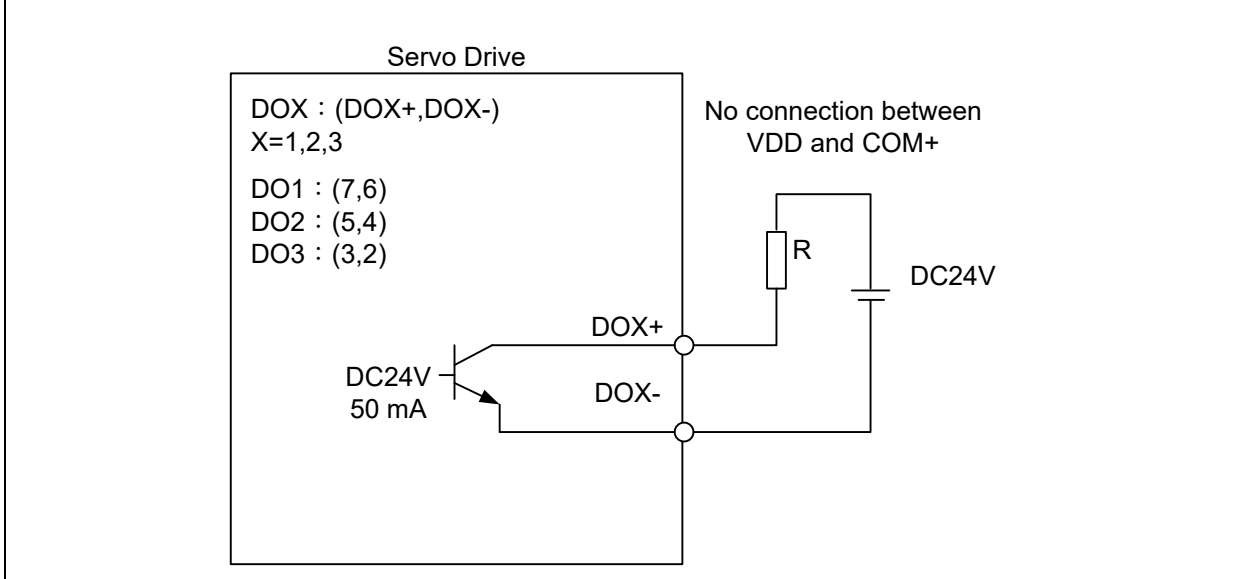 Servo Drive
DOX：(DOX+,DOX-)
X=1,2,3
DO1：(7,6)
DO2：(5,4)
DO3：(3,2)
No connection between
VDD and COM+
R
DC24V
DOX+
DC24V
50 mA
DOX-